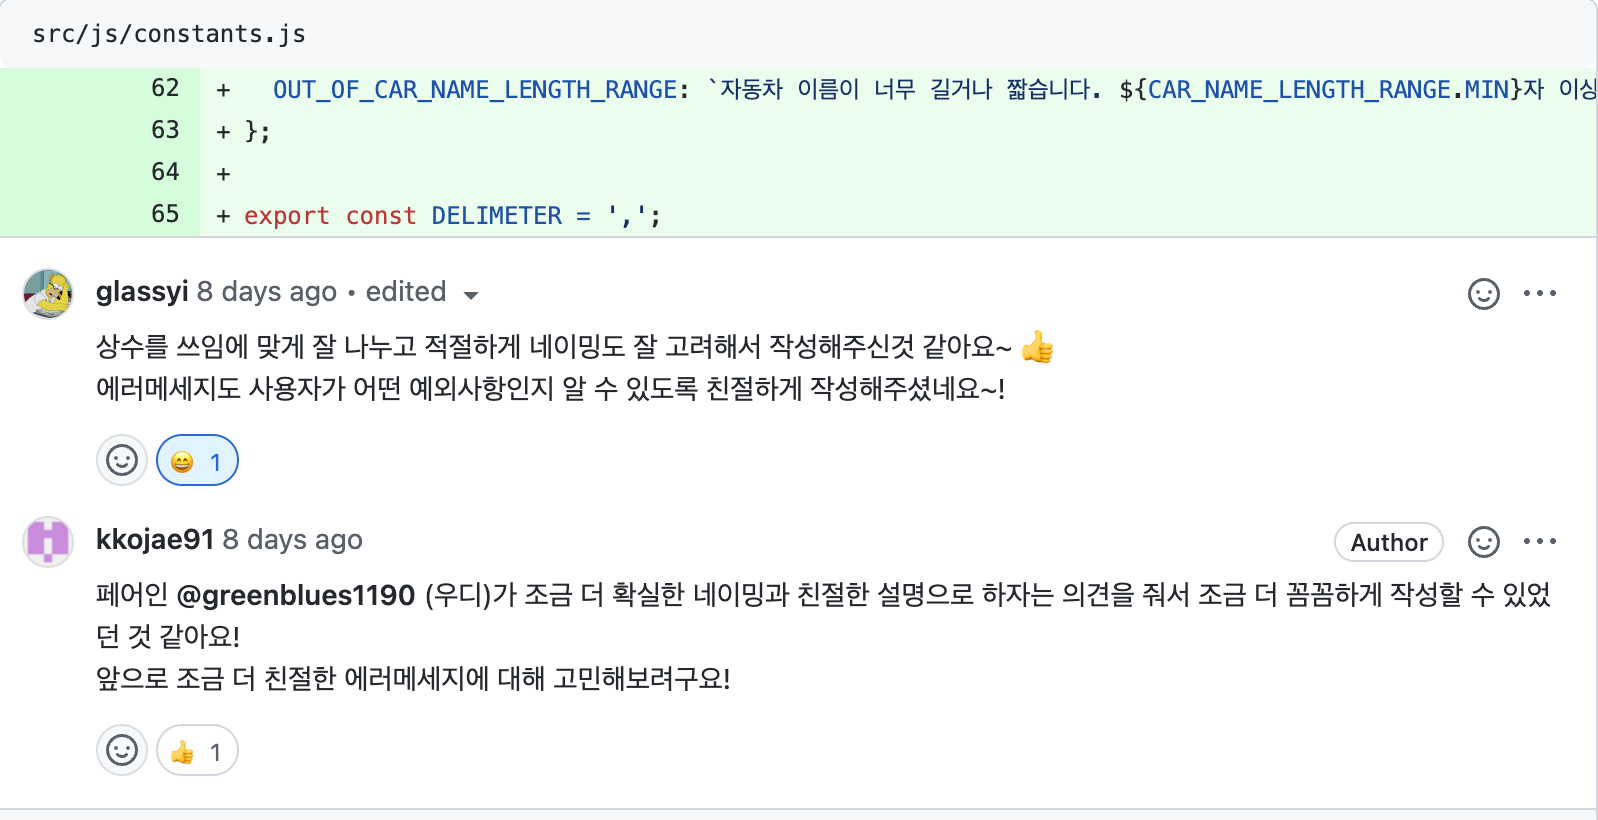 src/js/constants.js
62 + OUT_OF_CAR_NAME_LENGTH_RANGE: `자동차 이름이 너무 길거나 짧습니다. ${CAR_NAME_LENGTH_RANGE.MIN}자 이상
63 + };
64 +
65 + export const DELIMETER = ',';
glassyi 8 days ago • edited
상수를 쓰임에 맞게 잘 나누고 적절하게 네이밍도 잘 고려해서 작성해주신것 같아요~ 👍
에러메세지도 사용자가 어떤 예외사항인지 알 수 있도록 친절하게 작성해주셨네요~!
😄 1
kkojae91 8 days ago Author
페어인 @greenblues1190 (우디)가 조금 더 확실한 네이밍과 친절한 설명으로 하자는 의견을 줘서 조금 더 꼼꼼하게 작성할 수 있었
던 것 같아요!
앞으로 조금 더 친절한 에러메세지에 대해 고민해보려구요!
👍 1